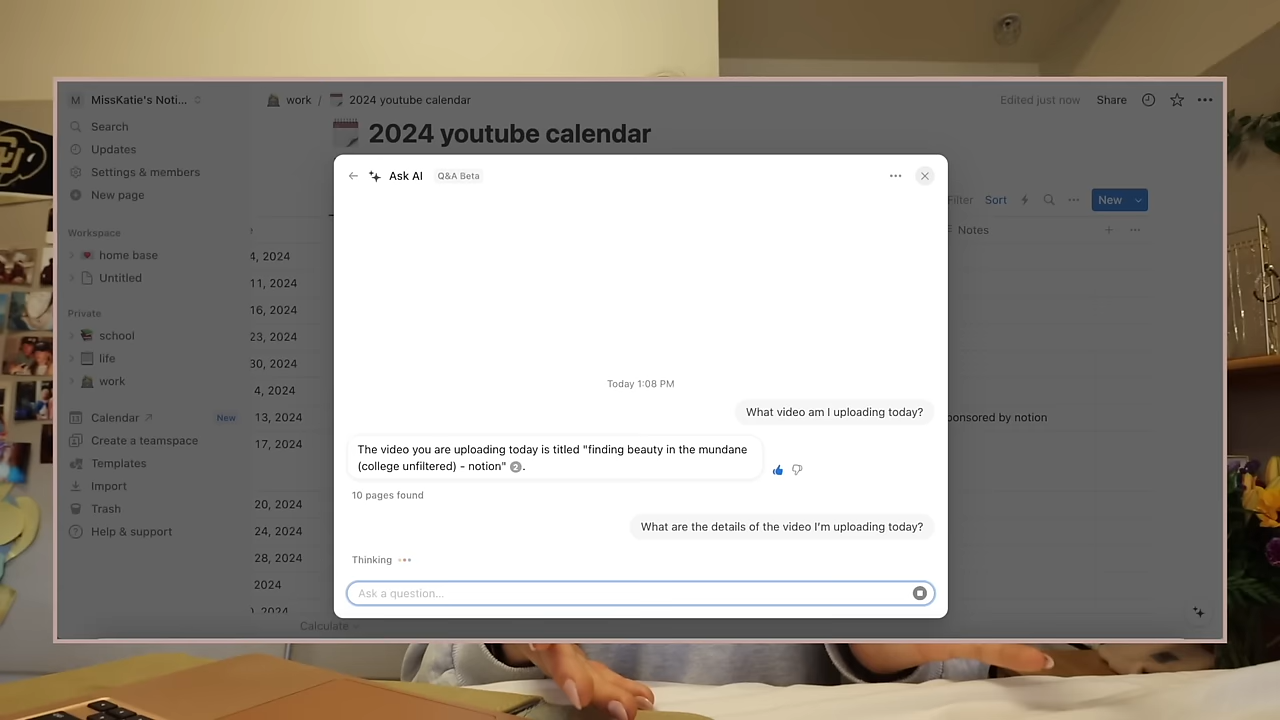 M MissKatie's Noti...
work / 2024 youtube calendar
Edited just now
Share
Search
Updates
Settings & members
New page
2024 youtube calendar
Ask AI
Q&A Beta
Filter
Sort
New
Notes
Workspace
home base
Untitled
Private
school
life
work
Calendar ↗
New
Create a teamspace
Templates
Import
Trash
Help & support
4, 2024
11, 2024
16, 2024
23, 2024
30, 2024
4, 2024
13, 2024
17, 2024
20, 2024
24, 2024
28, 2024
2024
, 2024
ponsored by notion
Today 1:08 PM
What video am I uploading today?
The video you are uploading today is titled "finding beauty in the mundane
(college unfiltered) - notion" 2.
10 pages found
What are the details of the video I'm uploading today?
Thinking
Ask a question...
Calculate
CU